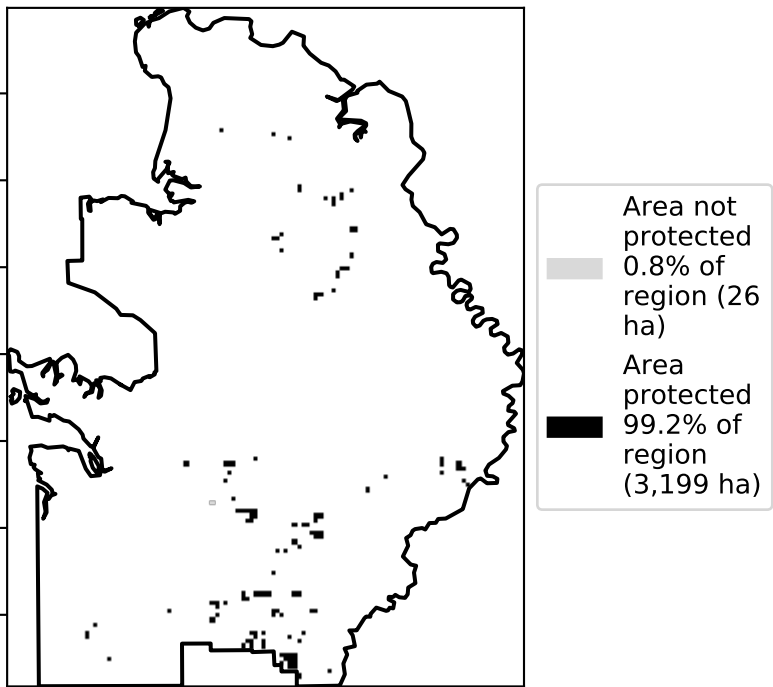 Area not
protected
0.8% of
region (26
ha)
Area
protected
99.2% of
region
(3,199 ha)